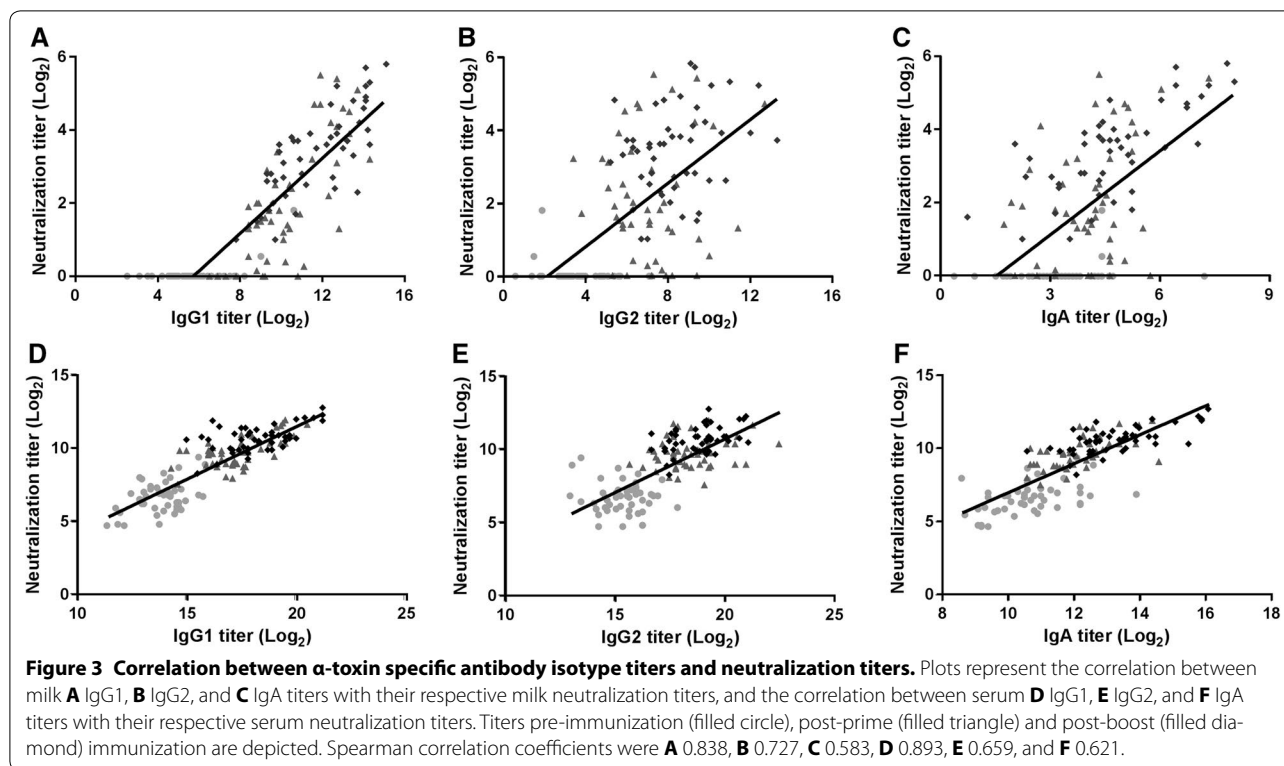 A
B
C
Neutralization titer (Log2)
6
4
2
0
0 4 8 12 16
IgG1 titer (Log2)
Neutralization titer (Log2)
6
4
2
0
0 4 8 12 16
IgG2 titer (Log2)
Neutralization titer (Log2)
6
4
2
0
0 3 6 9
IgA titer (Log2)
D
E
F
Neutralization titer (Log2)
15
10
5
0
10 15 20 25
IgG1 titer (Log2)
Neutralization titer (Log2)
15
10
5
0
10 15 20 25
IgG2 titer (Log2)
Neutralization titer (Log2)
15
10
5
0
8 10 12 14 16 18
IgA titer (Log2)
Figure 3 Correlation between α-toxin specific antibody isotype titers and neutralization titers. Plots represent the correlation between
milk A IgG1, B IgG2, and C IgA titers with their respective milk neutralization titers, and the correlation between serum D IgG1, E IgG2, and F IgA
titers with their respective serum neutralization titers. Titers pre-immunization (filled circle), post-prime (filled triangle) and post-boost (filled dia-
mond) immunization are depicted. Spearman correlation coefficients were A 0.838, B 0.727, C 0.583, D 0.893, E 0.659, and F 0.621.